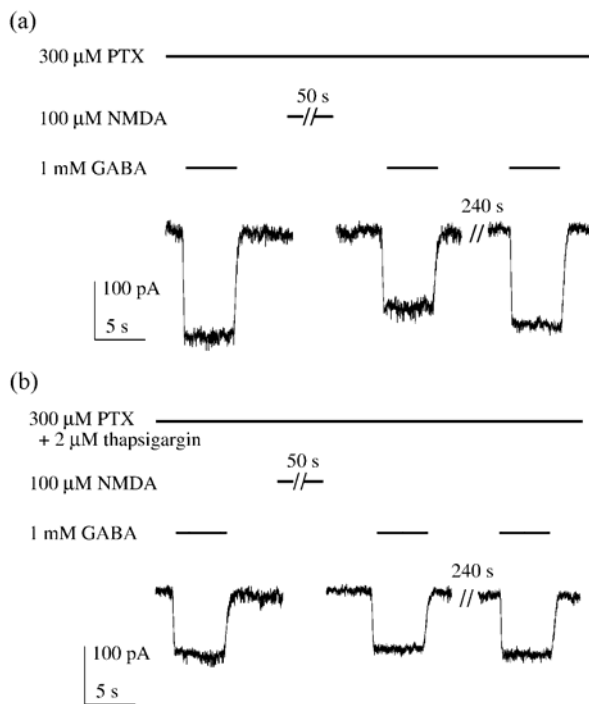 (a)
300 μM PTX
50 s
100 μM NMDA
1 mM GABA
240 s
100 pA
5 s
(b)
300 μM PTX
+ 2 μM thapsigargin
50 s
100 μM NMDA
1 mM GABA
240 s
100 pA
5 s